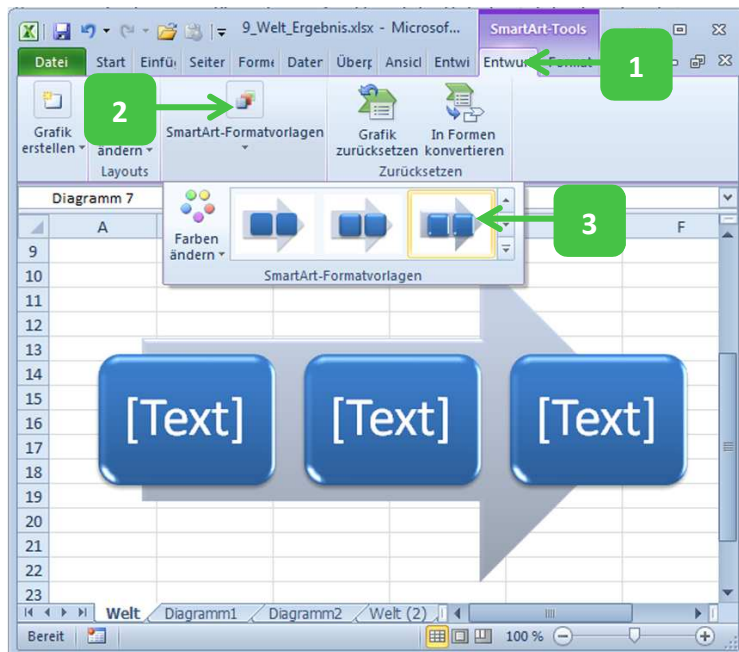 9_Welt_Ergebnis.xlsx - Microsof... SmartArt-Tools
Datei Start Einfü Seiter Forme Dater Überp Ansicl Entwi Entwur Format
1
2
Grafik erstellen
ändern
SmartArt-Formatvorlagen
Grafik zurücksetzen
In Formen konvertieren
Layouts Zurücksetzen
Diagramm 7
Farben ändern
3
SmartArt-Formatvorlagen
A F
9
10
11
12
13
14
15
16
17
18
19
20
21
22
23
[Text] [Text] [Text]
Welt Diagramm1 Diagramm2 Welt (2)
Bereit 100 %